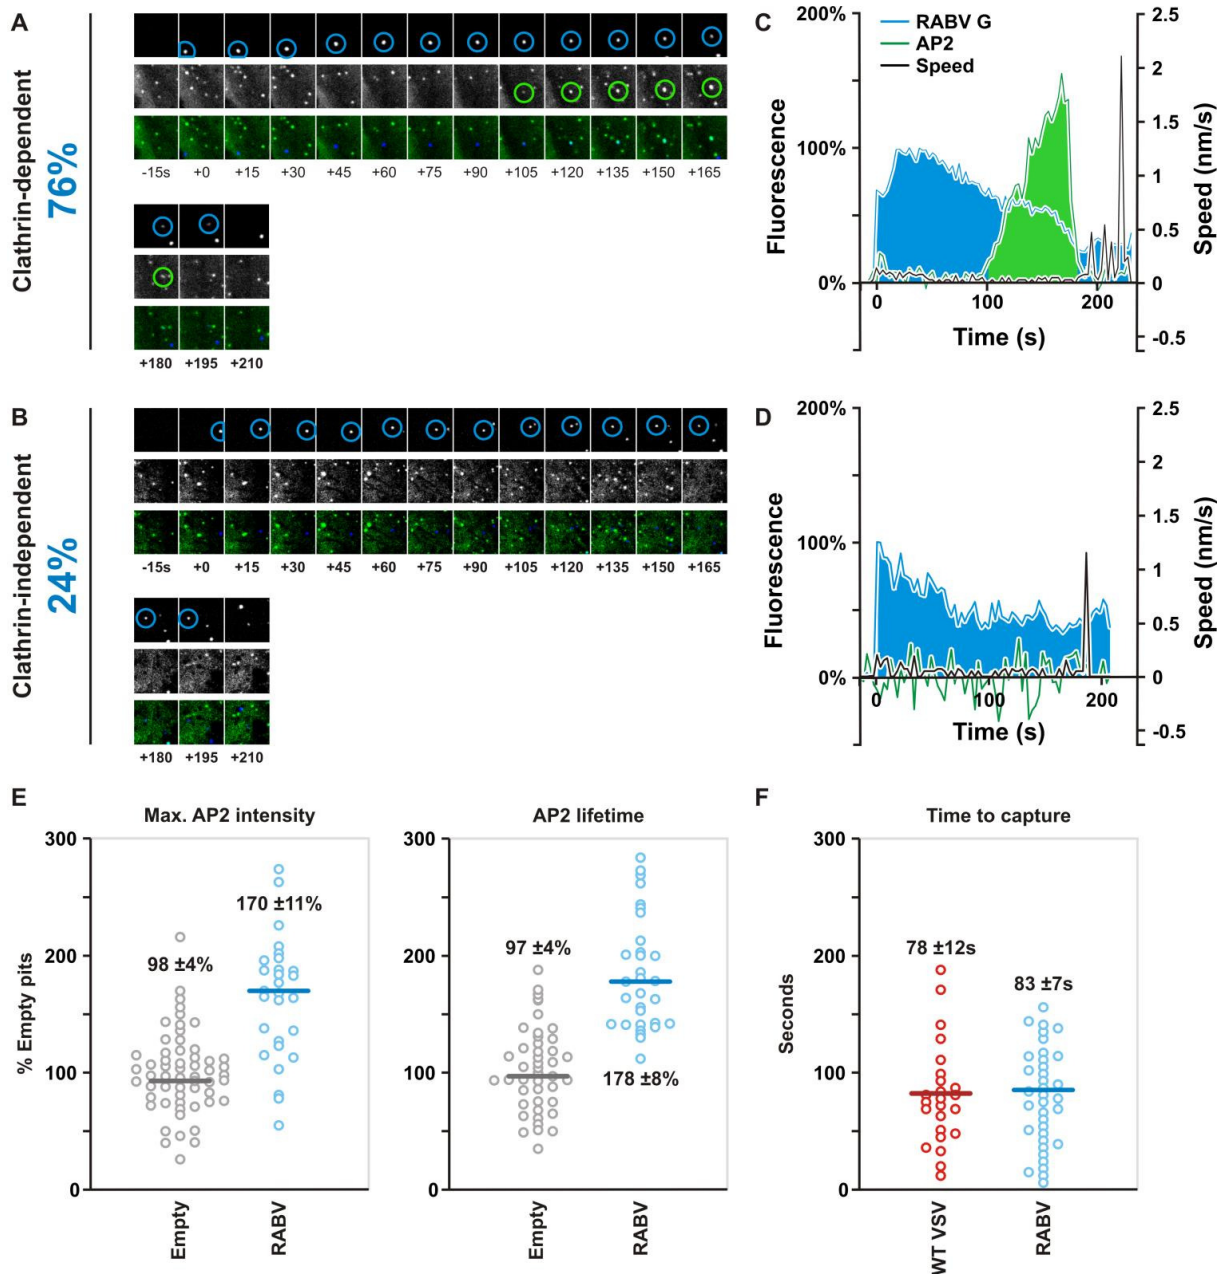 A
Clathrin-dependent
76%
-15s +0 +15 +30 +45 +60 +75 +90 +105 +120 +135 +150 +165
+180 +195 +210
C
RABV G
AP2
Speed
200%
100%
0%
Fluorescence
2.5
2
1.5
1
0.5
0
-0.5
Speed (nm/s)
0 100 200
Time (s)
B
Clathrin-independent
24%
-15s +0 +15 +30 +45 +60 +75 +90 +105 +120 +135 +150 +165
+180 +195 +210
D
200%
100%
0%
Fluorescence
2.5
2
1.5
1
0.5
0
-0.5
Speed (nm/s)
0 100 200
Time (s)
E
Max. AP2 intensity
300
200
100
0
% Empty pits
98 ±4%
170 ±11%
Empty
RABV
AP2 lifetime
300
200
100
0
97 ±4%
178 ±8%
Empty
RABV
F
Time to capture
300
200
100
0
Seconds
78 ±12s
83 ±7s
WT VSV
RABV